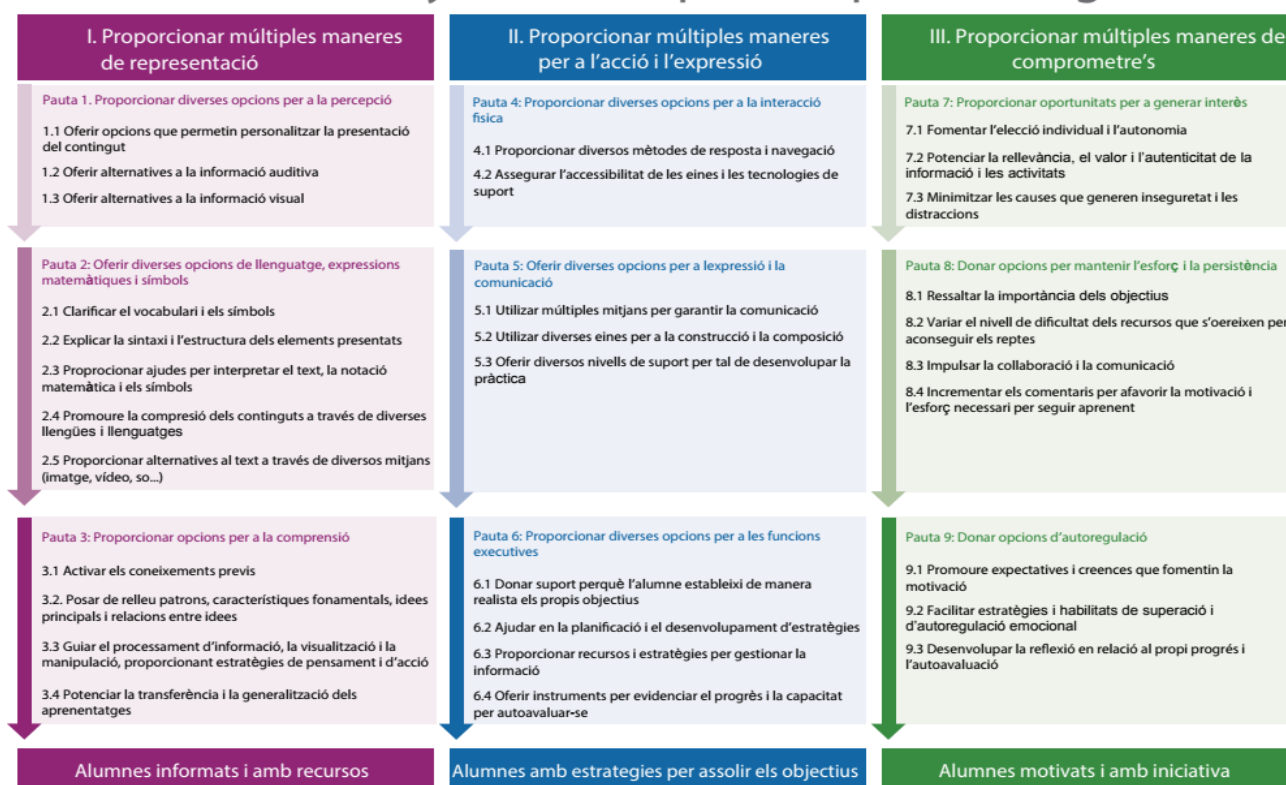 I. Proporcionar múltiples maneres
de representació
Pauta 1. Proporcionar diverses opcions per a la percepció
1.1 Oferir opcions que permetin personalitzar la presentació
del contingut
1.2 Oferir alternatives a la informació auditiva
1.3 Oferir alternatives a la informació visual
Pauta 2: Oferir diverses opcions de llenguatge, expressions
matemàtiques i símbols
2.1 Clarificar el vocabulari i els símbols
2.2 Explicar la sintaxi i l'estructura dels elements presentats
2.3 Proprocionar ajudes per interpretar el text, la notació
matemàtica i els símbols
2.4 Promoure la compresió dels continguts a través de diverses
llengües i llenguatges
2.5 Proporcionar alternatives al text a través de diversos mitjans
(imatge, vídeo, so...)
Pauta 3: Proporcionar opcions per a la comprensió
3.1 Activar els coneixements previs
3.2. Posar de relleu patrons, característiques fonamentals, idees
principals i relacions entre idees
3.3 Guiar el processament d'informació, la visualització i la
manipulació, proporcionant estratègies de pensament i d'acció
3.4 Potenciar la transferència i la generalització dels
aprenentatges
Alumnes informats i amb recursos
II. Proporcionar múltiples maneres
per a l'acció i l'expressió
Pauta 4: Proporcionar diverses opcions per a la interacció
física
4.1 Proporcionar diversos mètodes de resposta i navegació
4.2 Assegurar l'accessibilitat de les eines i les tecnologies de
suport
Pauta 5: Oferir diverses opcions per a lexpressió i la
comunicació
5.1 Utilizar múltiples mitjans per garantir la comunicació
5.2 Utilizar diverses eines per a la construcció i la composició
5.3 Oferir diversos nivells de suport per tal de desenvolupar la
pràctica
Pauta 6: Proporcionar diverses opcions per a les funcions
executives
6.1 Donar suport perquè l'alumne estableixi de manera
realista els propis objectius
6.2 Ajudar en la planificació i el desenvolupament d'estratègies
6.3 Proporcionar recursos i estratègies per gestionar la
informació
6.4 Oferir instruments per evidenciar el progrès i la capacitat
per autoavaluar-se
Alumnes amb estrategies per assolir els objectius
III. Proporcionar múltiples maneres de
comprometre's
Pauta 7: Proporcionar oportunitats per a generar interès
7.1 Fomentar l'elecció individual i l'autonomia
7.2 Potenciar la rellevància, el valor i l'autenticitat de la
informació i les activitats
7.3 Minimitzar les causes que generen inseguretat i les
distraccions
Pauta 8: Donar opcions per mantenir l'esforç i la persistència
8.1 Ressaltar la importància dels objectius
8.2 Variar el nivell de dificultat dels recursos que s'oereixen per
aconseguir els reptes
8.3 Impulsar la collaboració i la comunicació
8.4 Incrementar els comentaris per afavorir la motivació i
l'esforç necessari per seguir aprenent
Pauta 9: Donar opcions d'autoregulació
9.1 Promoure expectatives i creences que fomentin la
motivació
9.2 Facilitar estratègies i habilitats de superació i
d'autoregulació emocional
9.3 Desenvolupar la reflexió en relació al propi progrés i
l'autoavaluació
Alumnes motivats i amb iniciativa